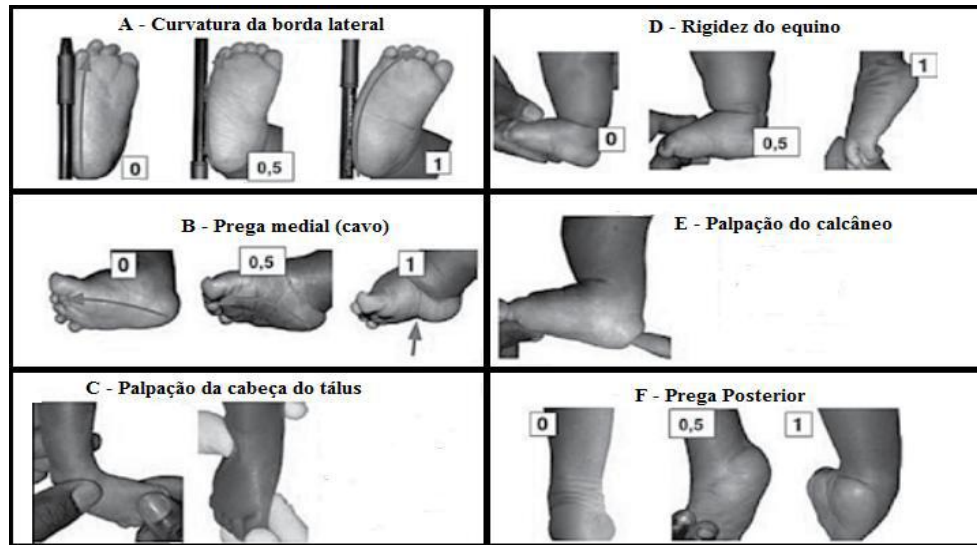 A - Curvatura da borda lateral
0
0,5
1
B - Prega medial (cavo)
0
0,5
1
C - Palpação da cabeça do tálus
D - Rigidez do equino
0
0,5
1
E - Palpação do calcâneo
F - Prega Posterior
0
0,5
1